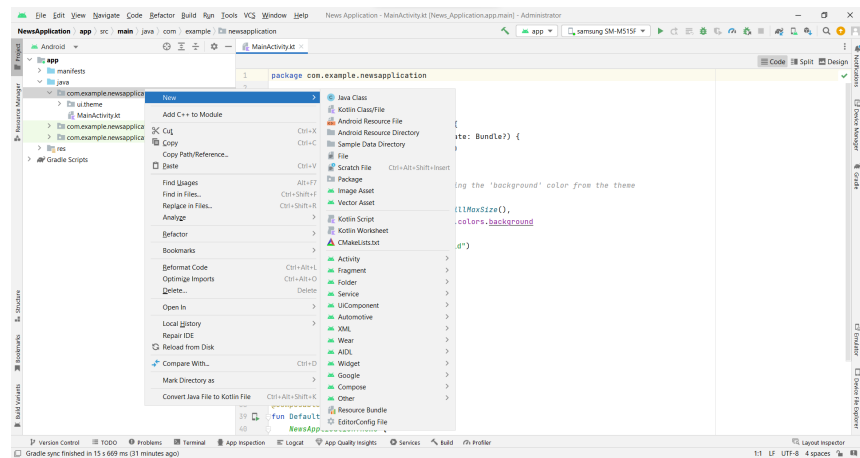 File Edit View Navigate Code Refactor Build Run Tools VCS Window Help News Application - MainActivity.kt [News_Application.app.main] - Administrator
NewsApplication app src main java com example newsapplication app samsung SM-M515F
Android MainActivity.kt
Code Split Design
app
manifests
java
com.example.newsapplica
ui.theme
MainActivity.kt
com.example.newsapplica
com.example.newsapplica
res
Gradle Scripts
1 package com.example.newsapplication
2
New
Add C++ to Module
Cut Ctrl+X
Copy Ctrl+C
Copy Path/Reference...
Paste Ctrl+V
Find Usages Alt+F7
Find in Files... Ctrl+Shift+F
Replace in Files... Ctrl+Shift+R
Analyze
Refactor
Bookmarks
Reformat Code Ctrl+Alt+L
Optimize Imports Ctrl+Alt+O
Delete... Delete
Open In
Local History
Repair IDE
Reload from Disk
Compare With... Ctrl+D
Mark Directory as
Convert Java File to Kotlin File Ctrl+Alt+Shift+K
Java Class
Kotlin Class/File
Android Resource File
Android Resource Directory
Sample Data Directory
File
Scratch File Ctrl+Alt+Shift+Insert
Package
Image Asset
Vector Asset
Kotlin Script
Kotlin Worksheet
CMakeLists.txt
Activity
Fragment
Folder
Service
UiComponent
Automotive
XML
Wear
AIDL
Widget
Google
Compose
Other
Resource Bundle
EditorConfig File
{
ate: Bundle?) {
ing the 'background' color from the theme
llMaxSize(),
.colors.background
d")
39 fun Default
40
Project
Resource Manager
Structure
Bookmarks
Build Variants
Notifications
Device Manager
Gradle
Emulator
Device File Explorer
Version Control TODO Problems Terminal App Inspection Logcat App Quality Insights Services Build Profiler Layout Inspector
Gradle sync finished in 15 s 669 ms (31 minutes ago) 1:1 LF UTF-8 4 spaces